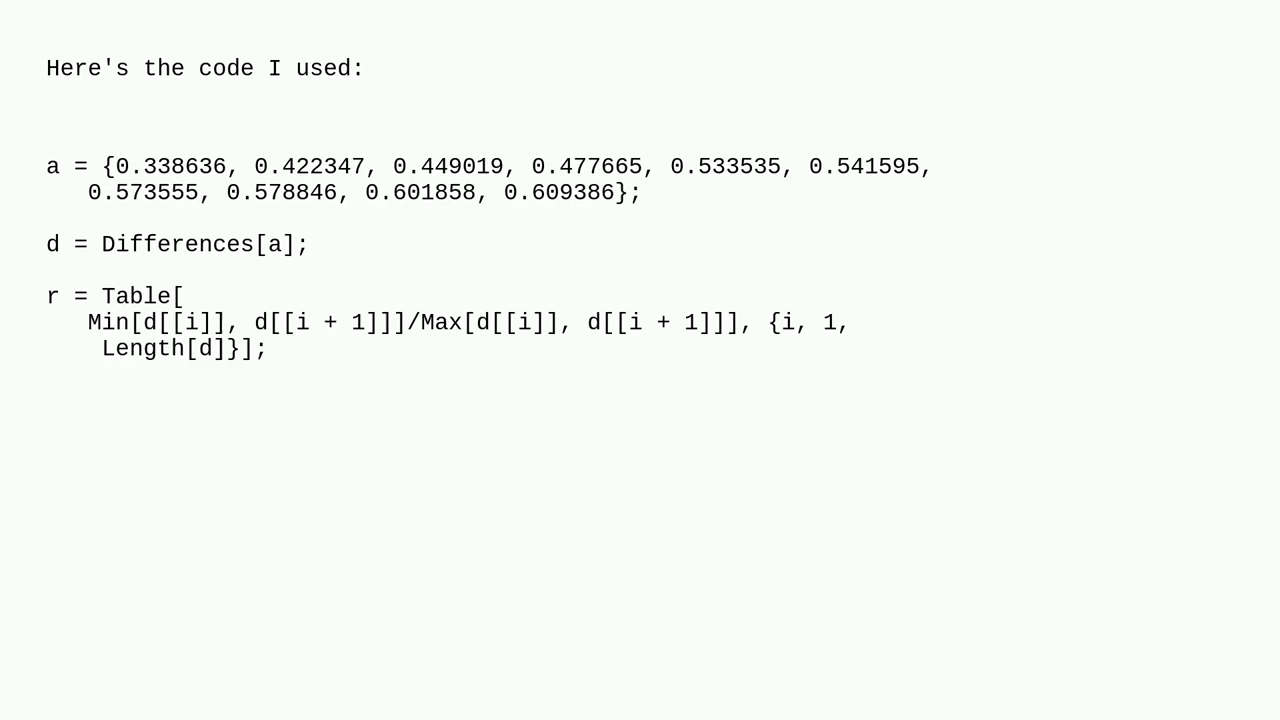 Here's the code I used:
a = {0.338636, 0.422347, 0.449019, 0.477665, 0.533535, 0.541595,
0.573555, 0.578846, 0.601858, 0.609386};
d = Differences[a];
r = Table[
Min[d[[i]], d[[i + 1]]]/Max[d[[i]], d[[i + 1]]], {i, 1,
Length[d]}];